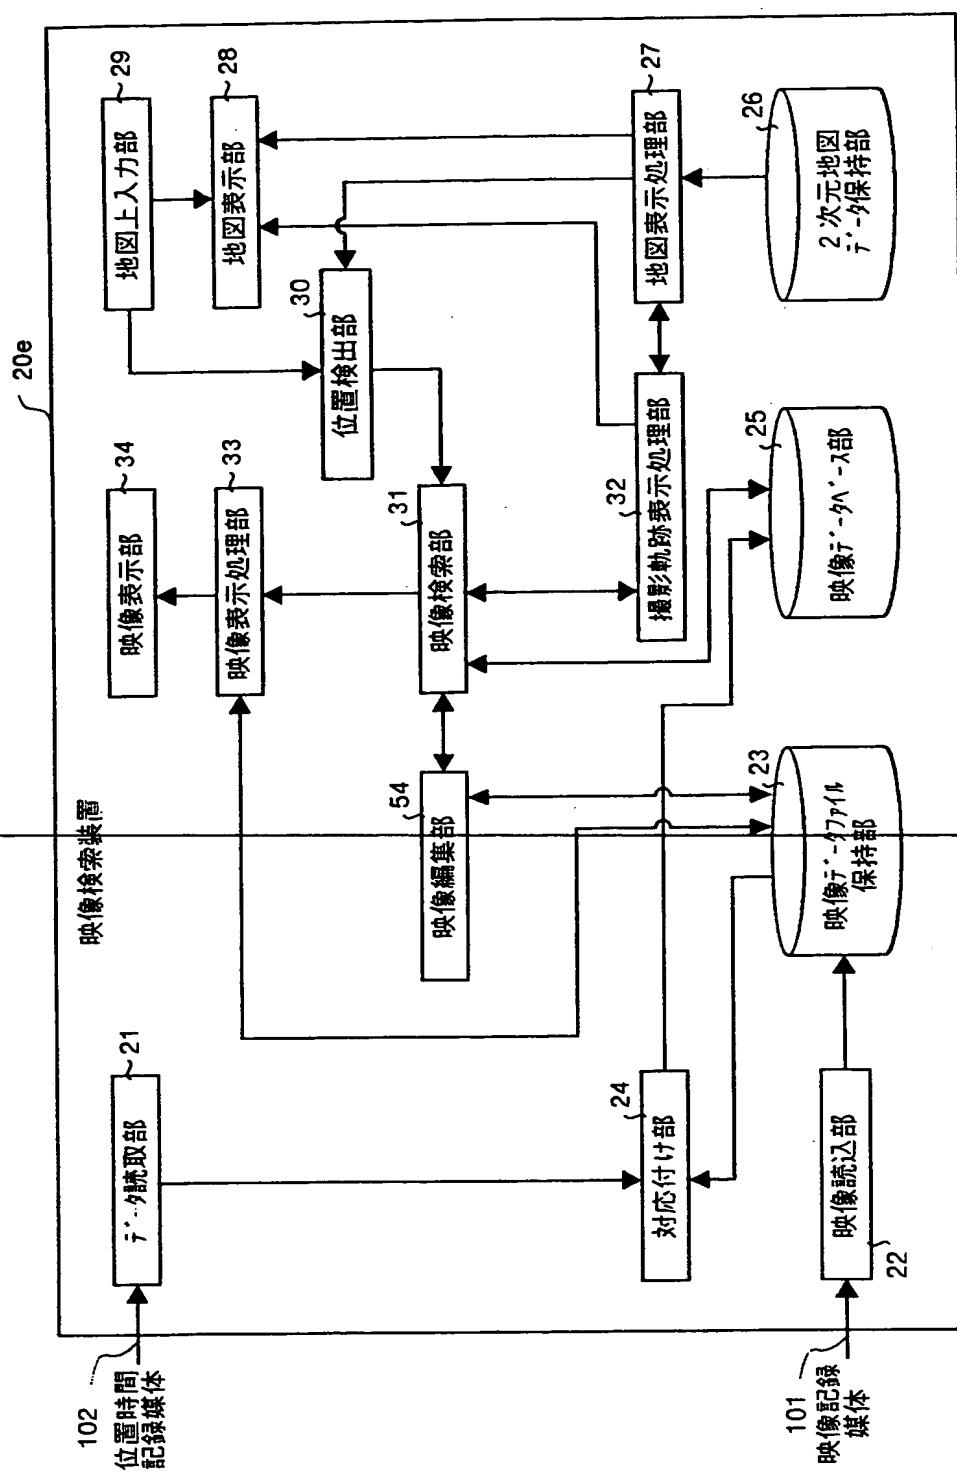 20e
映像検索装置
102
位置時間
記録媒体
データ読取部
21
映像表示部
34
地図上入力部
29
映像表示処理部
33
地図表示部
28
位置検出部
30
映像編集部
54
映像検索部
31
対応付け部
24
撮影軌跡表示処理部
32
地図表示処理部
27
101
映像記録
媒体
映像読込部
22
映像データファイル
保持部
23
映像データベース部
25
2次元地図
データ保持部
26